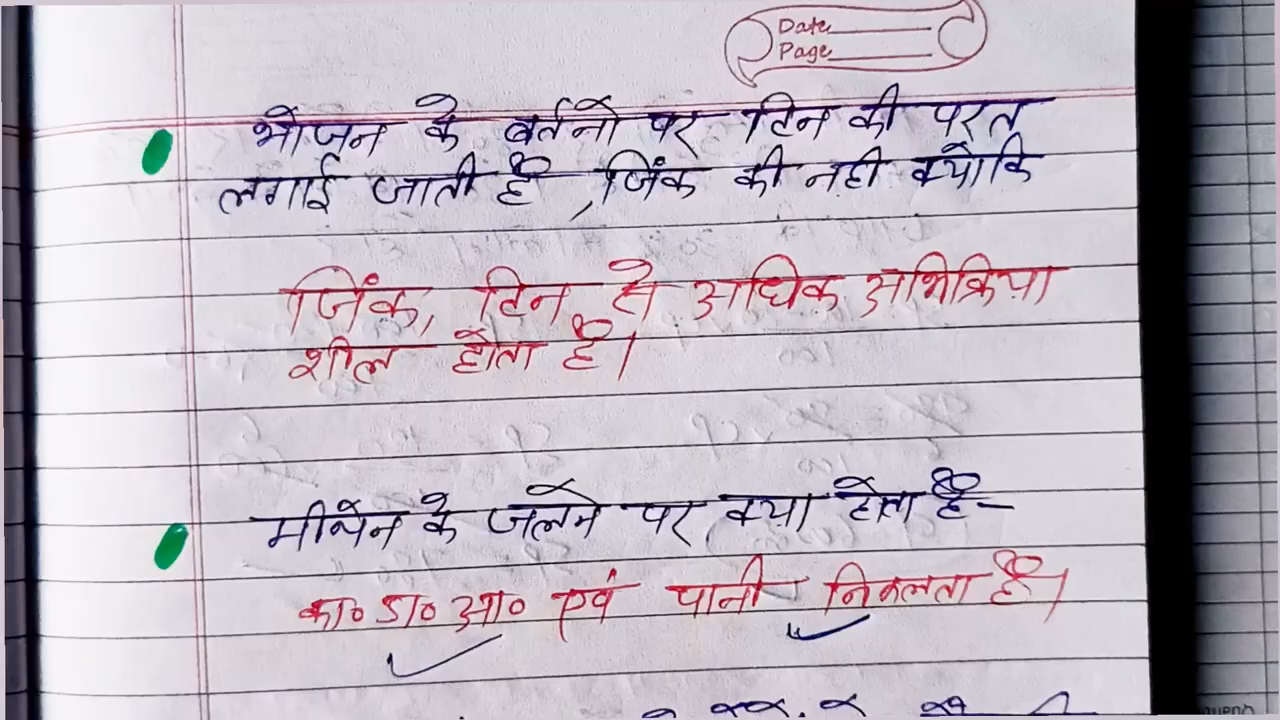 Date
Page
भोजन के बर्तनो पर टिन की परत
लगाई जाती है, जिंक की नही क्योकि
जिंक, टिन से अधिक अभिक्रिया
शील होता है।
मीथेन के जलने पर क्या होता है-
का० डा० आ० एवं पानी निकलता है।